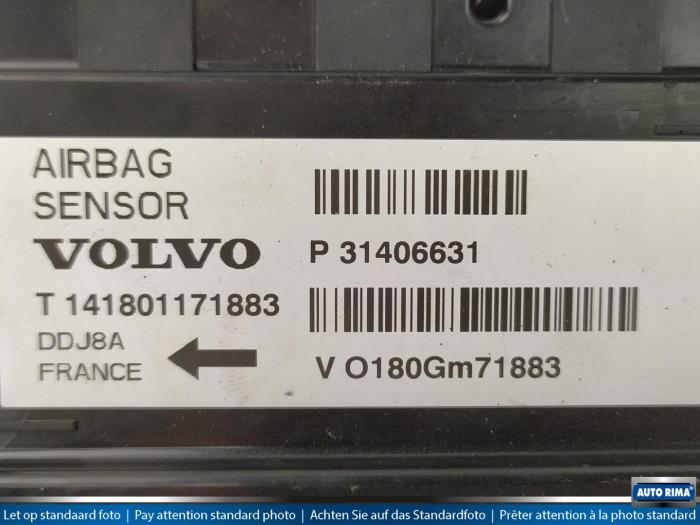 AIRBAG
SENSOR
VOLVO
P 31406631
T 141801171883
DDJ8A
FRANCE
V O180Gm71883
AUTO RIMA®
Let op standaard foto | Pay attention standard photo | Achten Sie auf das Standardfoto | Prêter attention à la photo standard